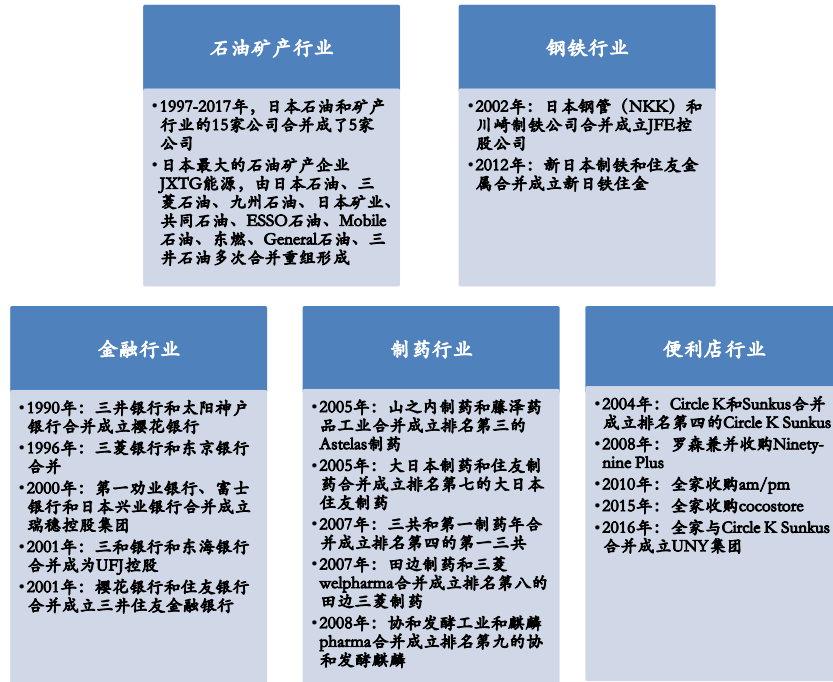 石油矿产行业
•1997-2017年，日本石油和矿产
行业的15家公司合并成了5家
公司
•日本最大的石油矿产企业
JXTG能源，由日本石油、三
菱石油、九州石油、日本矿业、
共同石油、ESSO石油、Mobile
石油、东燃、General石油、三
井石油多次合并重组形成
钢铁行业
•2002年：日本钢管（NKK）和
川崎制铁公司合并成立JFE控
股公司
•2012年：新日本制铁和住友金
属合并成立新日铁住金
金融行业
•1990年：三井银行和太阳神户
银行合并成立樱花银行
•1996年：三菱银行和东京银行
合并
•2000年：第一劝业银行、富士
银行和日本兴业银行合并成立
瑞穗控股集团
•2001年：三和银行和东海银行
合并成为UFJ控股
•2001年：樱花银行和住友银行
合并成立三井住友金融银行
制药行业
•2005年：山之内制药和藤泽药
品工业合并成立排名第三的
Astelas制药
•2005年：大日本制药和住友制
药合并成立排名第七的大日本
住友制药
•2007年：三共和第一制药年合
并成立排名第四的第一三共
•2007年：田边制药和三菱
welpharma合并成立排名第八的
田边三菱制药
•2008年：协和发酵工业和麒麟
pharma合并成立排名第九的协
和发酵麒麟
便利店行业
•2004年：Circle K和Sunkus合并
成立排名第四的Circle K Sunkus
•2008年：罗森兼并收购Ninety-
nine Plus
•2010年：全家收购am/pm
•2015年：全家收购cocostore
•2016年：全家与Circle K Sunkus
合并成立UNY集团